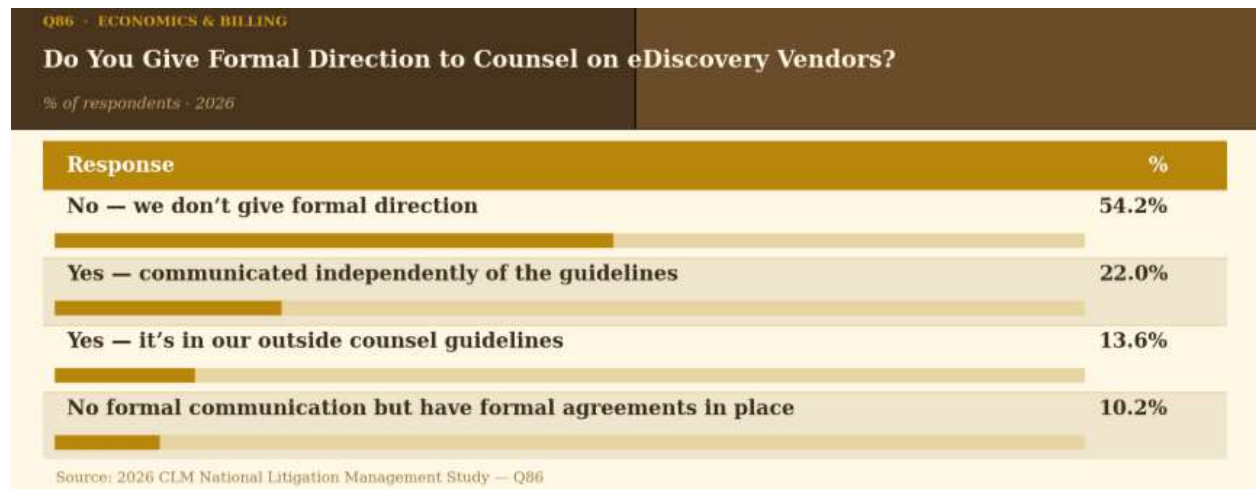 Q86 · ECONOMICS & BILLING
Do You Give Formal Direction to Counsel on eDiscovery Vendors?
% of respondents · 2026
Response %
No — we don’t give formal direction 54.2%
Yes — communicated independently of the guidelines 22.0%
Yes — it’s in our outside counsel guidelines 13.6%
No formal communication but have formal agreements in place 10.2%
Source: 2026 CLM National Litigation Management Study — Q86